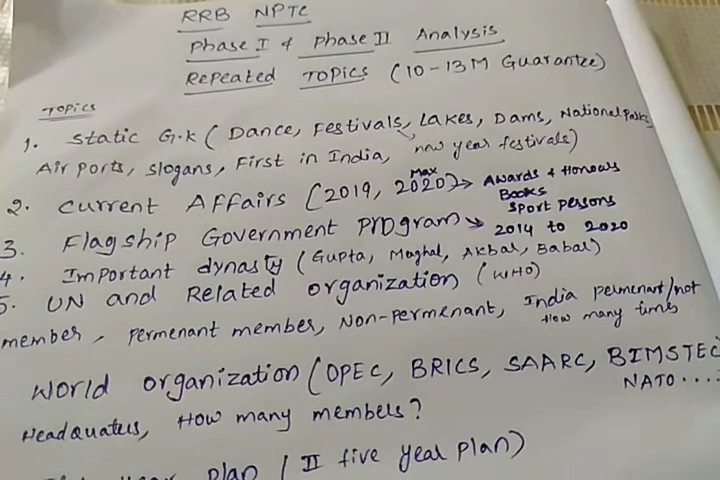 RRB NPTC
Phase I & Phase II Analysis
Repeated Topics (10-13M Guarantee)
Topics
1. Static G.K (Dance, Festivals, Lakes, Dams, National Parks,
Airports, slogans, First in India, new year festivals)
2. Current Affairs (2019, 2020) max → Awards & Honours
Books
Sport persons
3. Flagship Government Program → 2014 to 2020
4. Important dynasty (Gupta, Moghal, Akbar, Babar)
5. UN and Related organization (WHO)
member, permenant member, Non-permenant, India permenant/not
How many times
World organization (OPEC, BRICS, SAARC, BIMSTEC
NATO....
Headquaters, How many members?
plan / II five year plan)